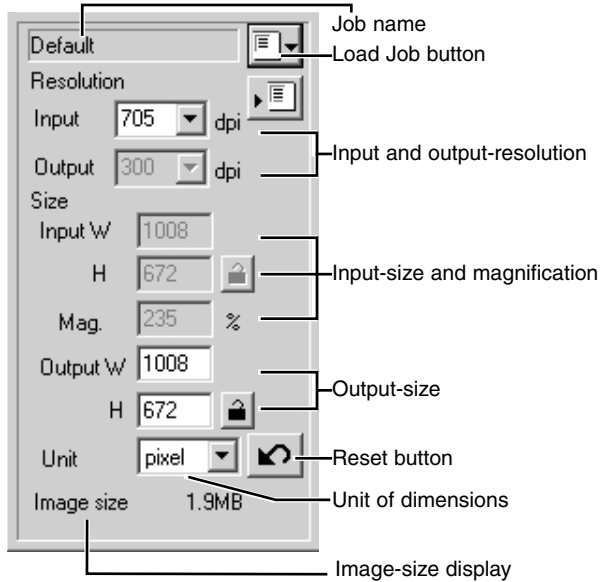 Job name
Default
Load Job button
Resolution
Input 705 dpi
Input and output-resolution
Output 300 dpi
Size
Input W 1008
H 672
Input-size and magnification
Mag. 235 %
Output W 1008
Output-size
H 672
Unit pixel
Reset button
Unit of dimensions
Image size 1.9MB
Image-size display